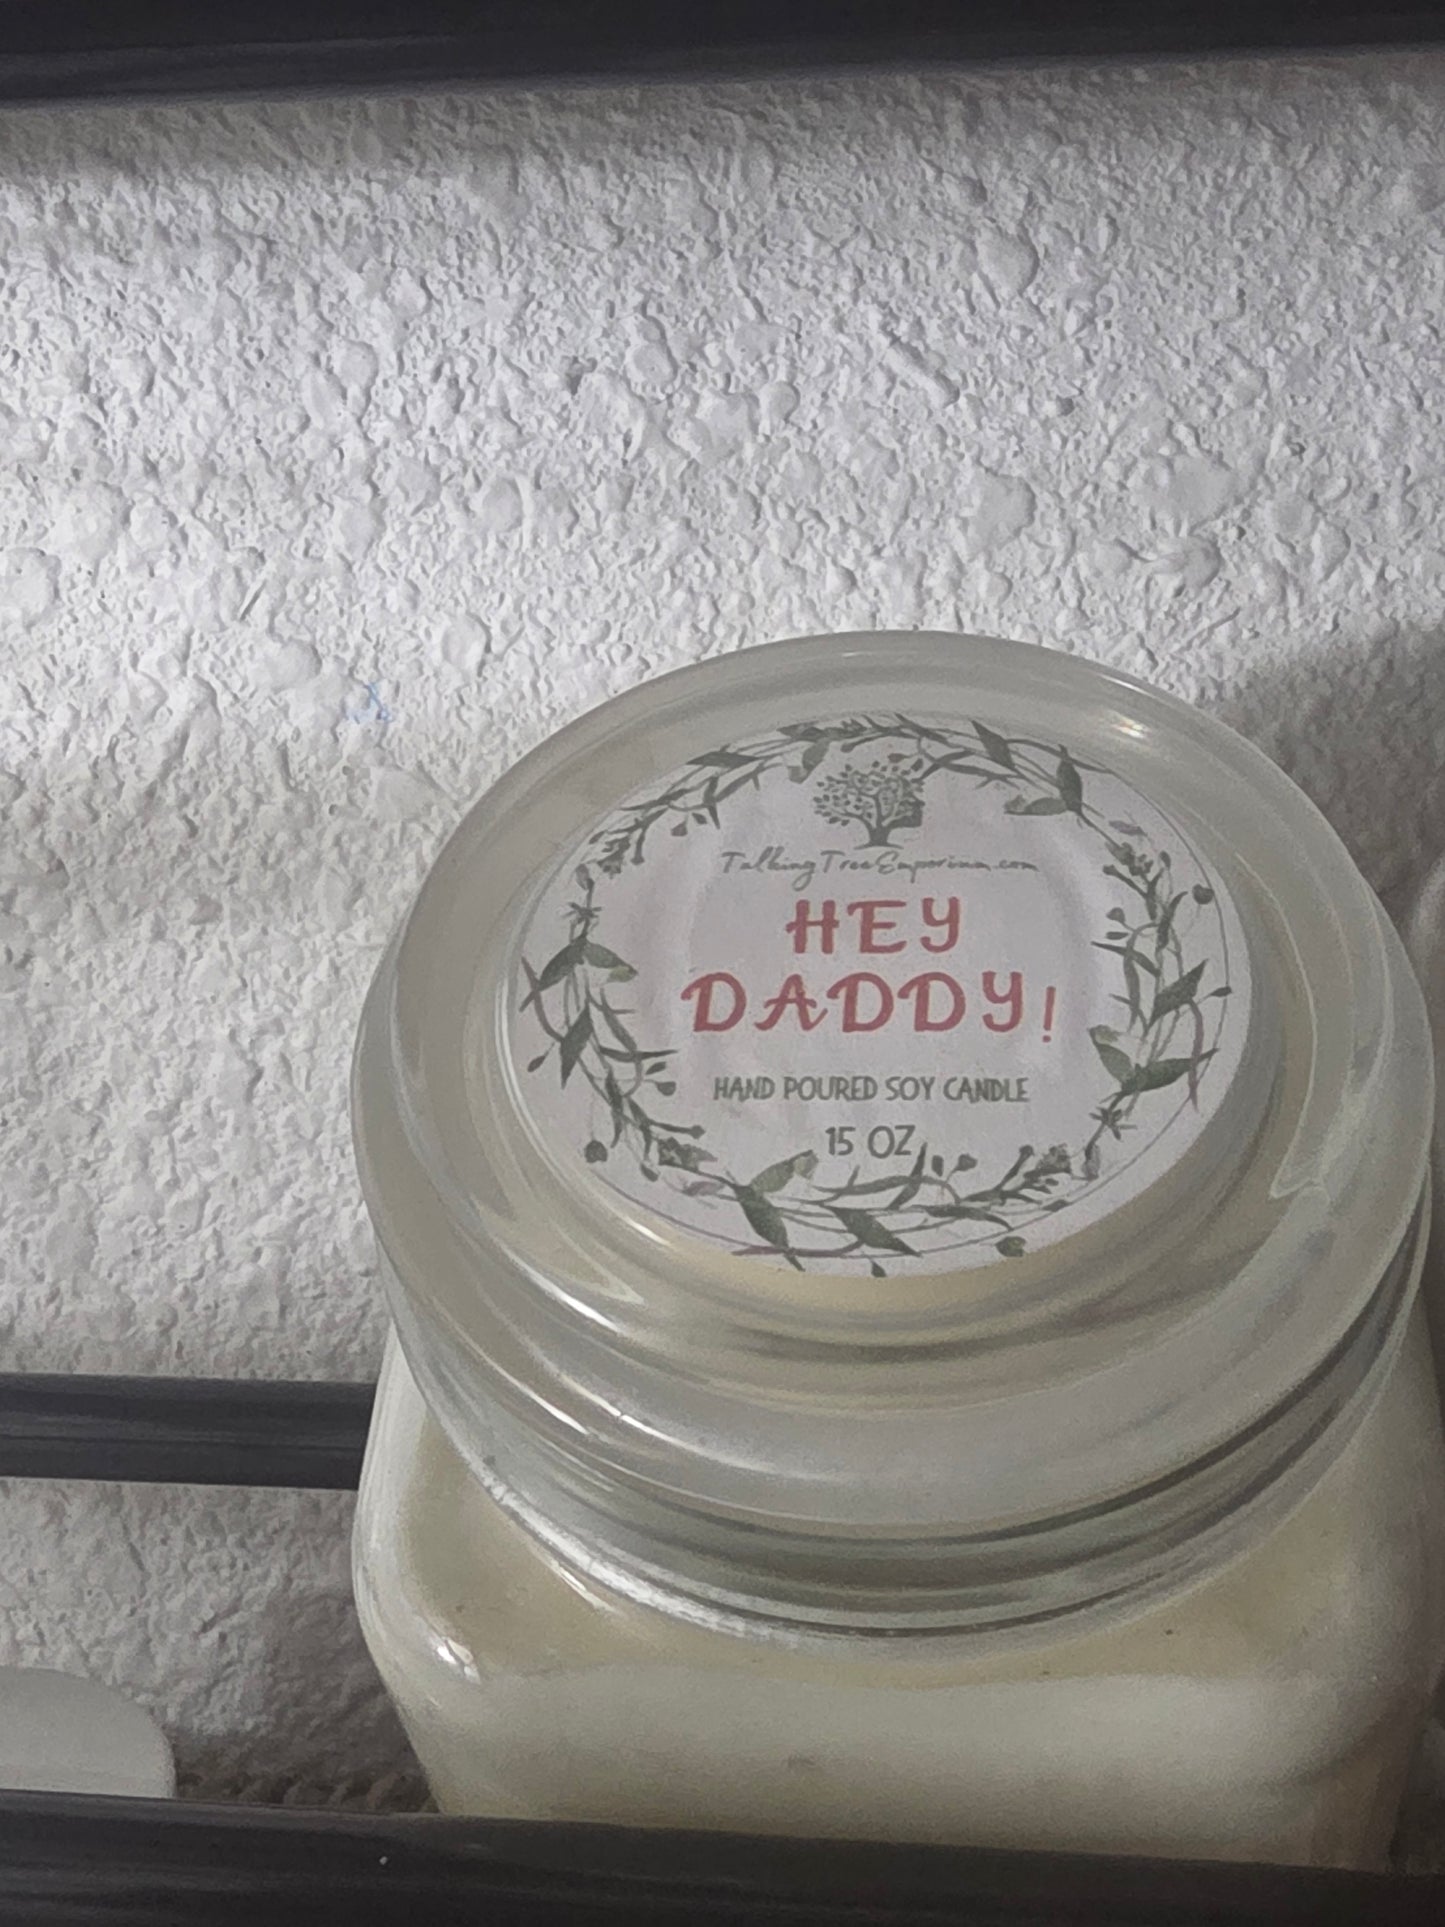 TalkingTreeEmporium.com
HEY
DADDY!
HAND POURED SOY CANDLE
15 OZ